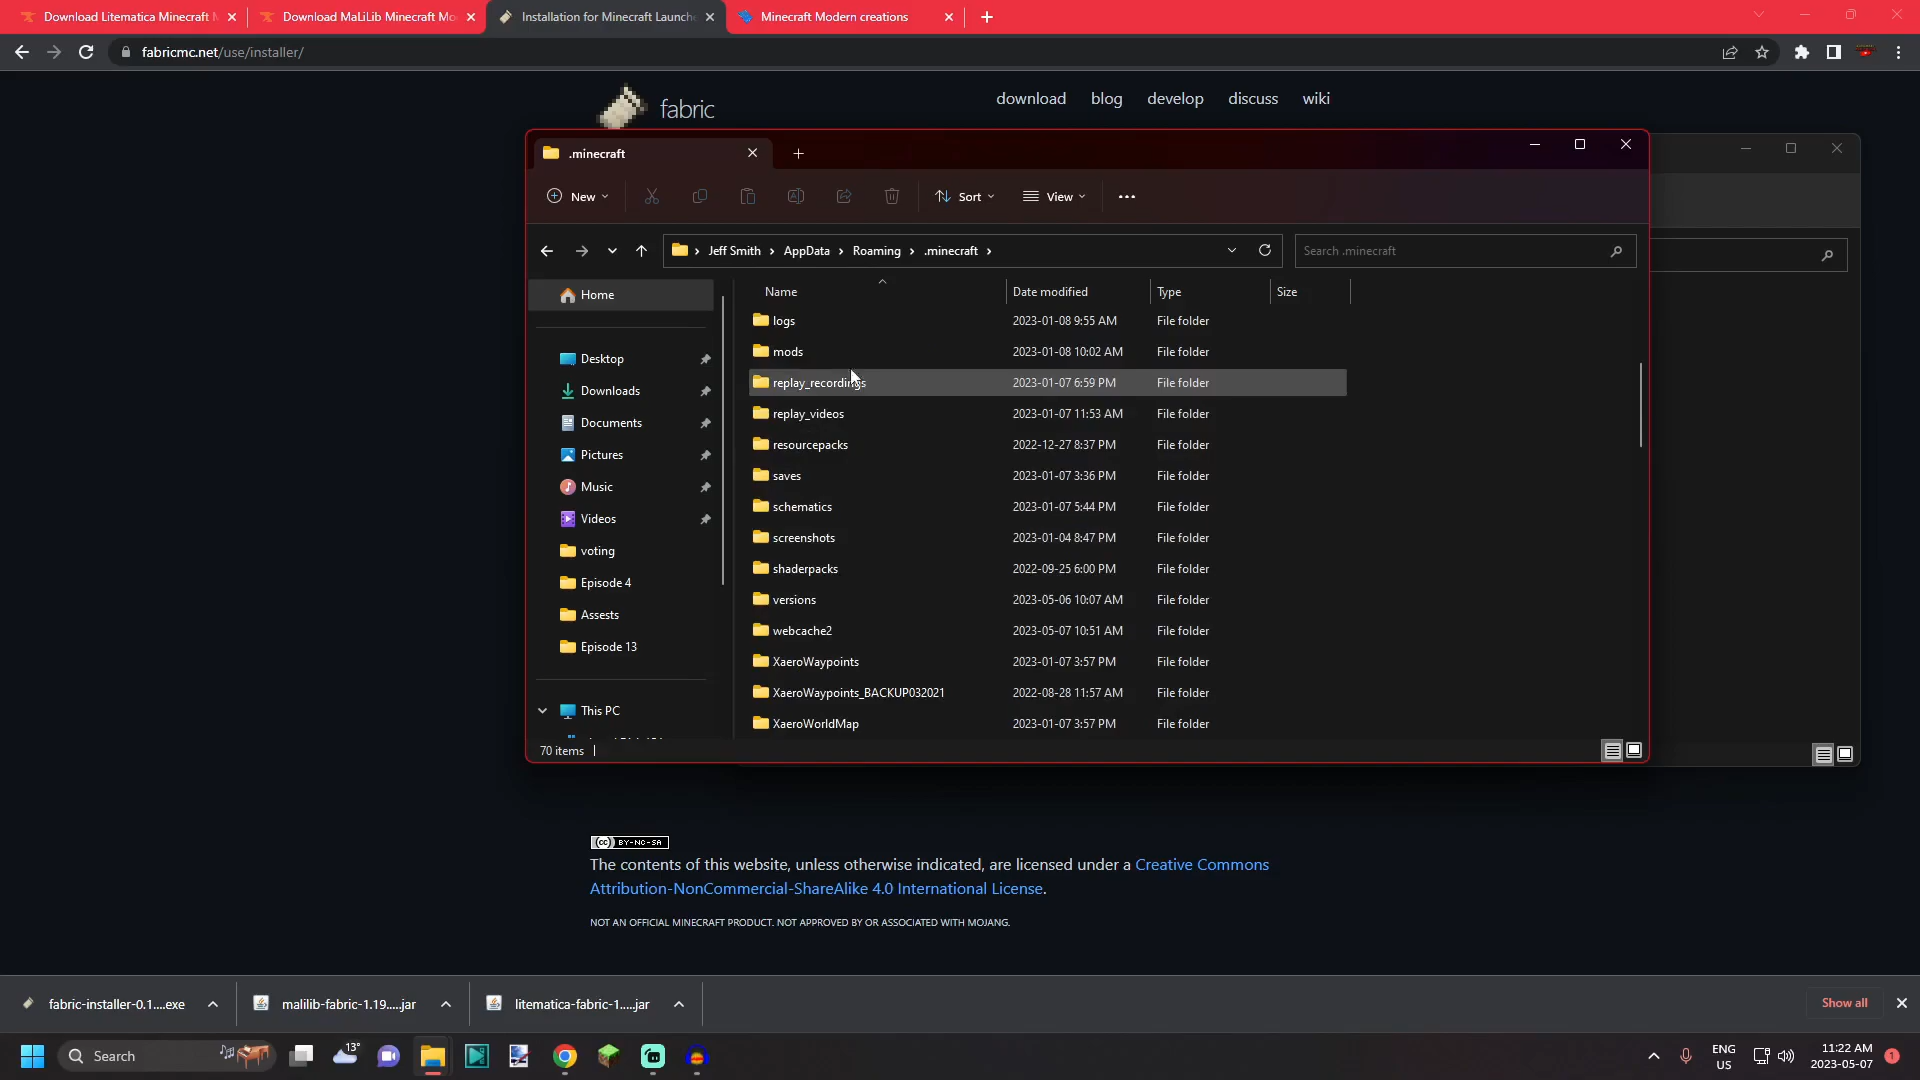 Download Litematica Minecraft M
Download MaLiLib Minecraft Mo
Installation for Minecraft Launche
Minecraft Modern creations
fabricmc.net/use/installer/
fabric
download
blog
develop
discuss
wiki
.minecraft
New
Sort
View
Jeff Smith
AppData
Roaming
.minecraft
Search .minecraft
Home
Desktop
Downloads
Documents
Pictures
Music
Videos
voting
Episode 4
Assests
Episode 13
This PC
Name
Date modified
Type
Size
logs 2023-01-08 9:55 AM File folder
mods 2023-01-08 10:02 AM File folder
replay_recordings 2023-01-07 6:59 PM File folder
replay_videos 2023-01-07 11:53 AM File folder
resourcepacks 2022-12-27 8:37 PM File folder
saves 2023-01-07 3:36 PM File folder
schematics 2023-01-07 5:44 PM File folder
screenshots 2023-01-04 8:47 PM File folder
shaderpacks 2022-09-25 6:00 PM File folder
versions 2023-05-06 10:07 AM File folder
webcache2 2023-05-07 10:51 AM File folder
XaeroWaypoints 2023-01-07 3:57 PM File folder
XaeroWaypoints_BACKUP032021 2022-08-28 11:57 AM File folder
XaeroWorldMap 2023-01-07 3:57 PM File folder
70 items
cc BY-NC-SA
The contents of this website, unless otherwise indicated, are licensed under a Creative Commons
Attribution-NonCommercial-ShareAlike 4.0 International License.
NOT AN OFFICIAL MINECRAFT PRODUCT. NOT APPROVED BY OR ASSOCIATED WITH MOJANG.
fabric-installer-0.1....exe
malilib-fabric-1.19.....jar
litematica-fabric-1.....jar
Show all
Search
13°
ENG
US
11:22 AM
2023-05-07
1